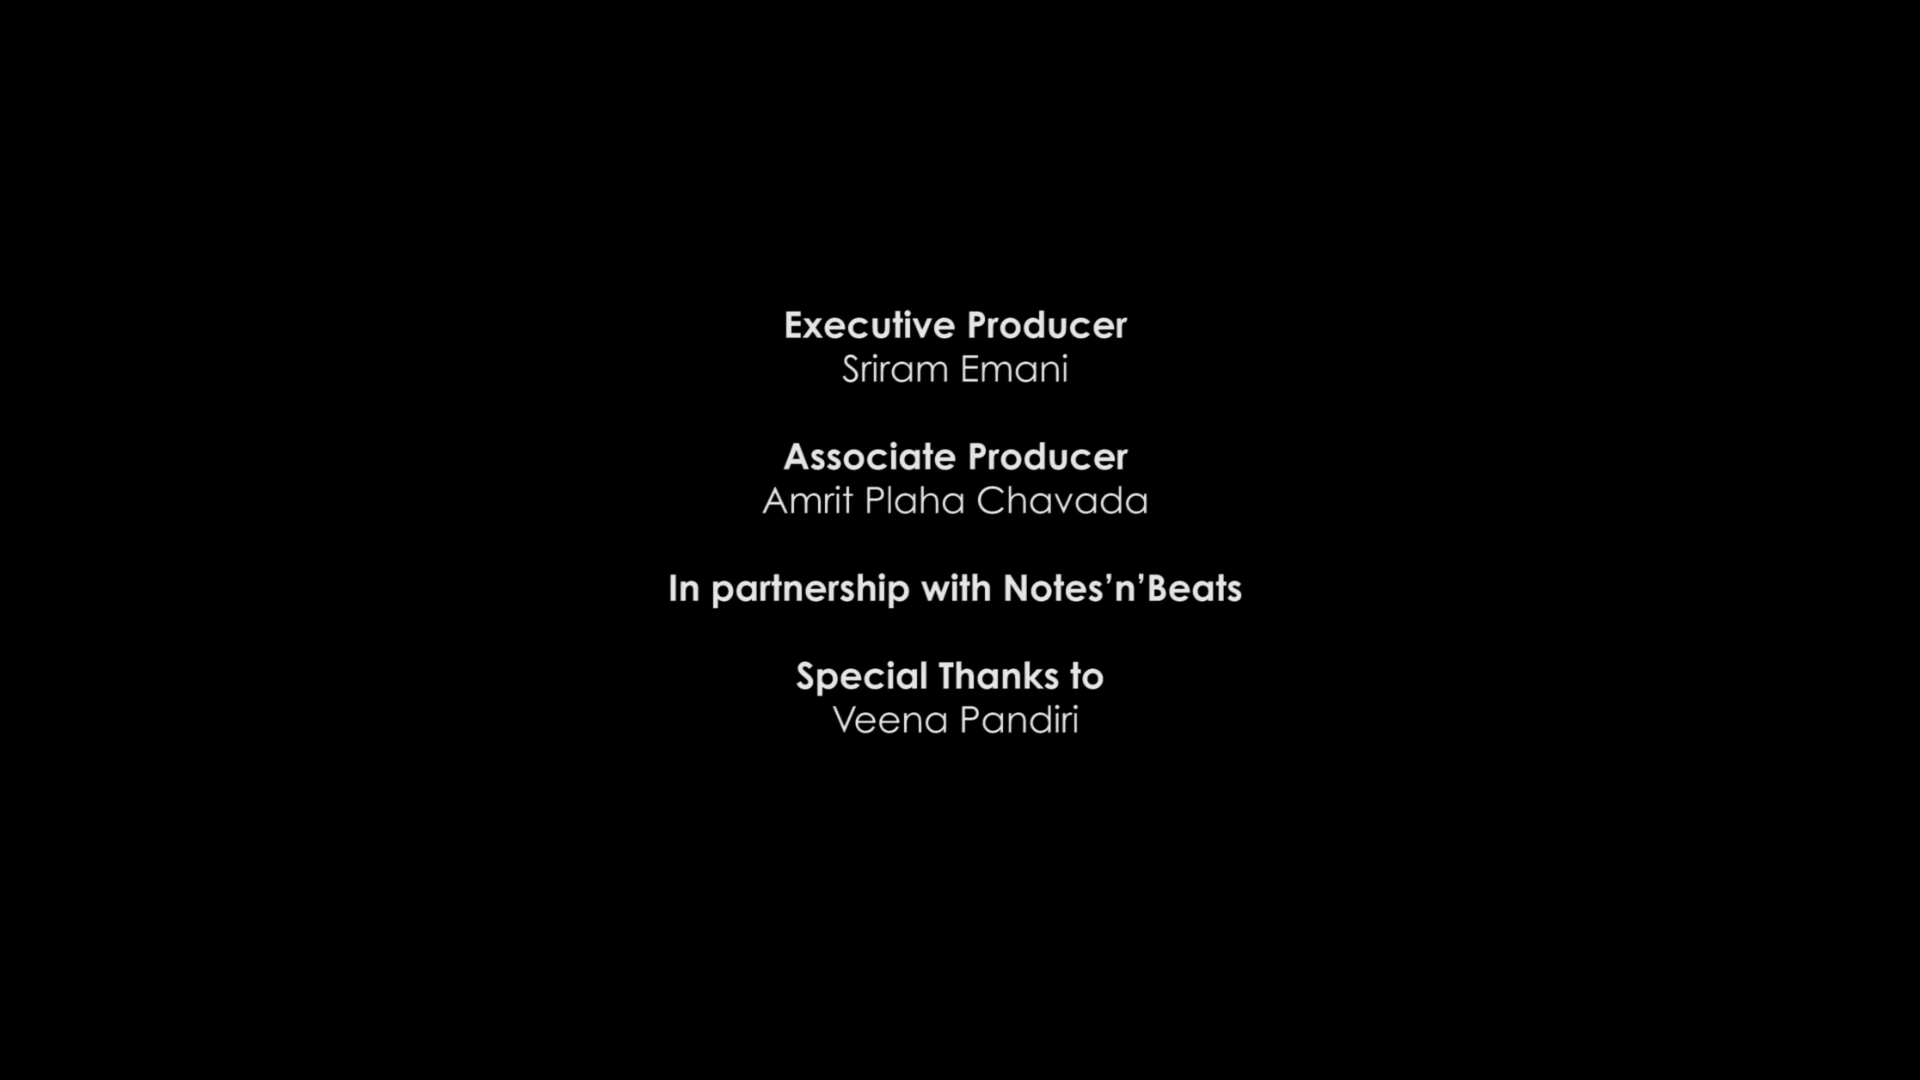 Executive Producer
Sriram Emani
Associate Producer
Amrit Plaha Chavada
In partnership with Notes’n’Beats
Special Thanks to
Veena Pandiri